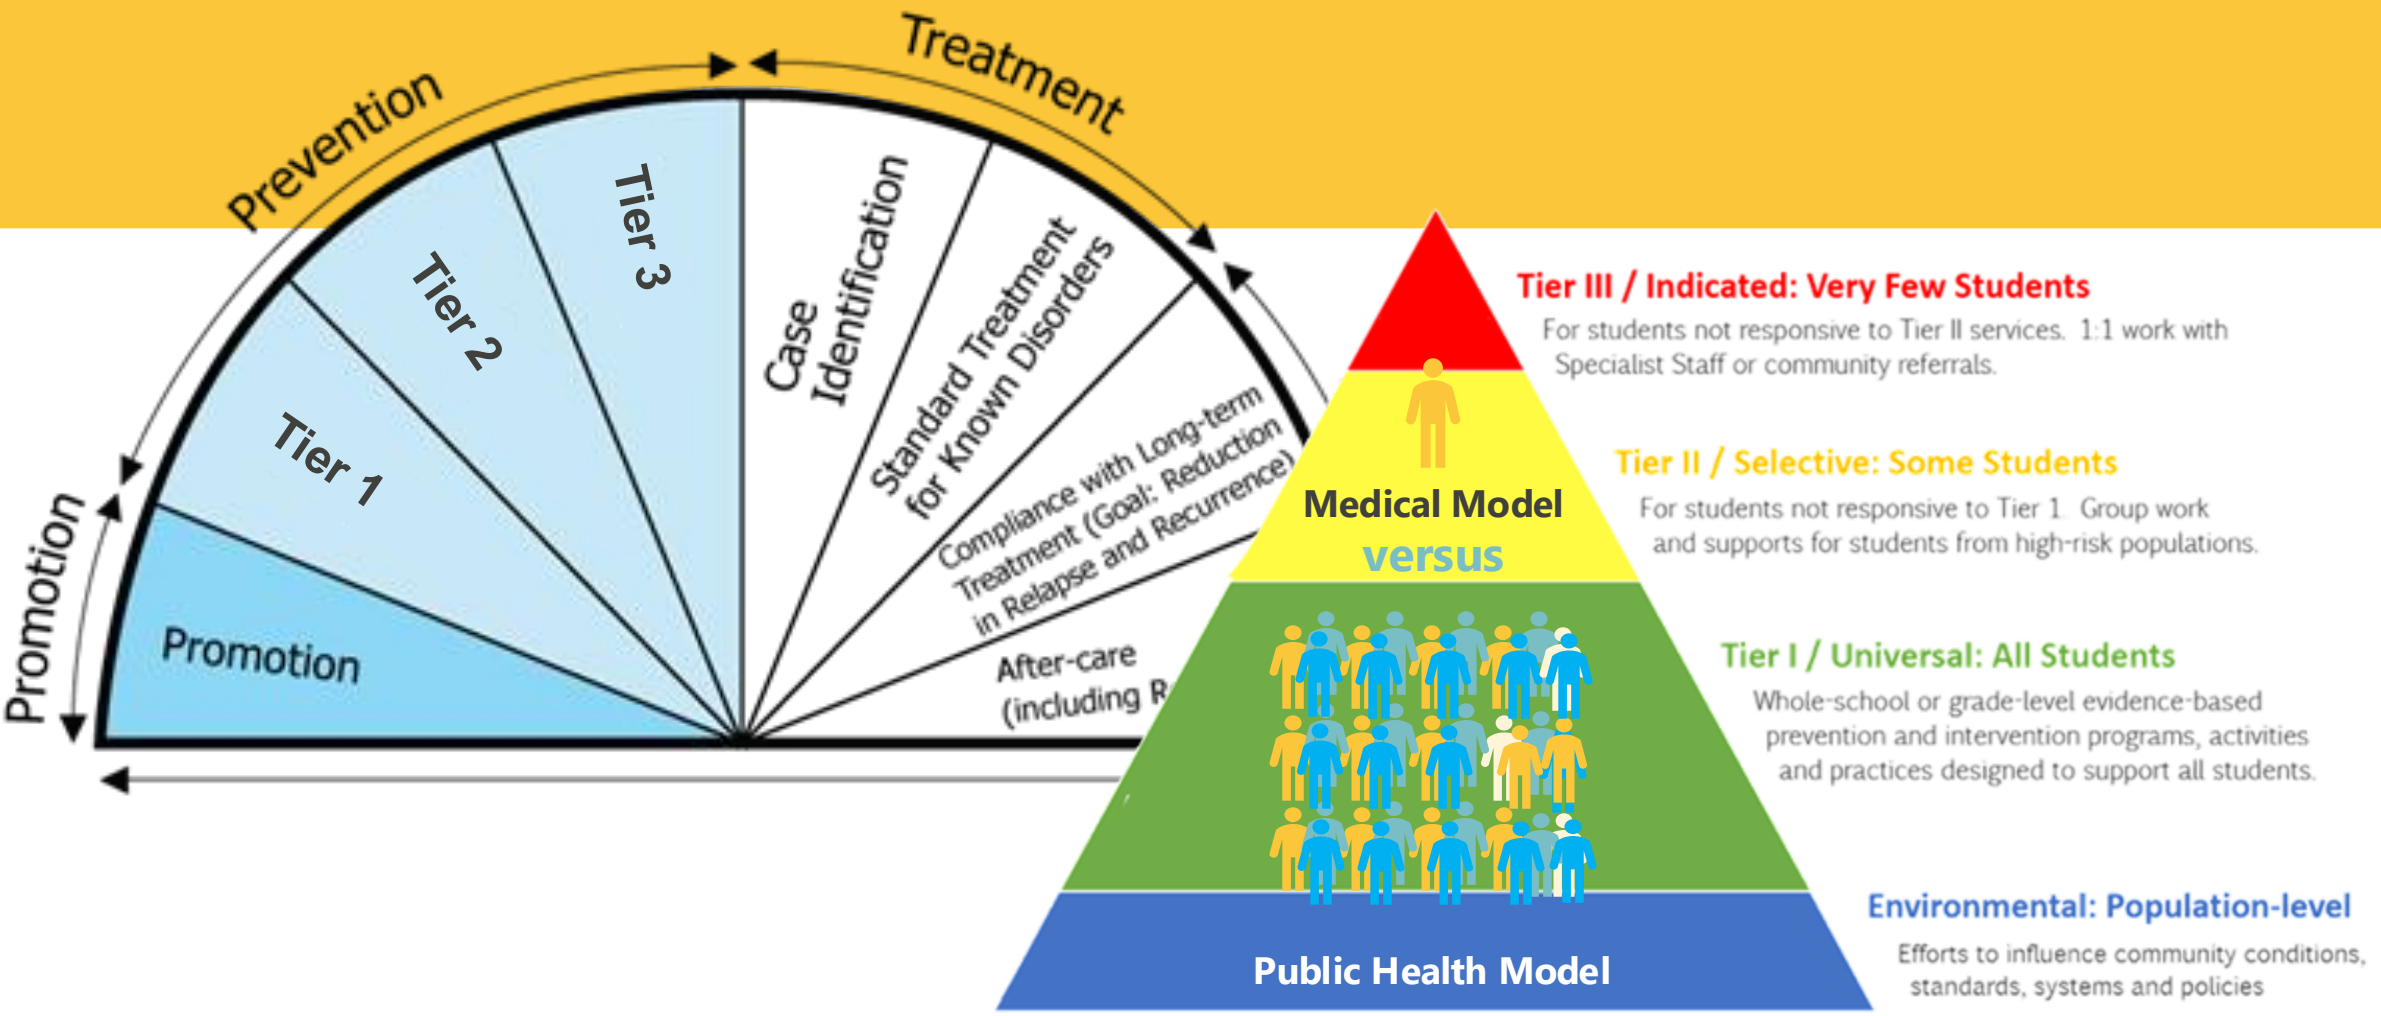 Promotion
Prevention
Treatment
Promotion
Tier 1
Tier 2
Tier 3
Case
Identification
Standard Treatment
for Known Disorders
Compliance with Long-term
Treatment (Goal: Reduction
in Relapse and Recurrence)
After-care
(including
Medical Model
versus
Public Health Model
Tier III / Indicated: Very Few Students
For students not responsive to Tier II services. 1:1 work with
Specialist Staff or community referrals.
Tier II / Selective: Some Students
For students not responsive to Tier 1. Group work
and supports for students from high-risk populations.
Tier I / Universal: All Students
Whole-school or grade-level evidence-based
prevention and intervention programs, activities
and practices designed to support all students.
Environmental: Population-level
Efforts to influence community conditions,
standards, systems and policies